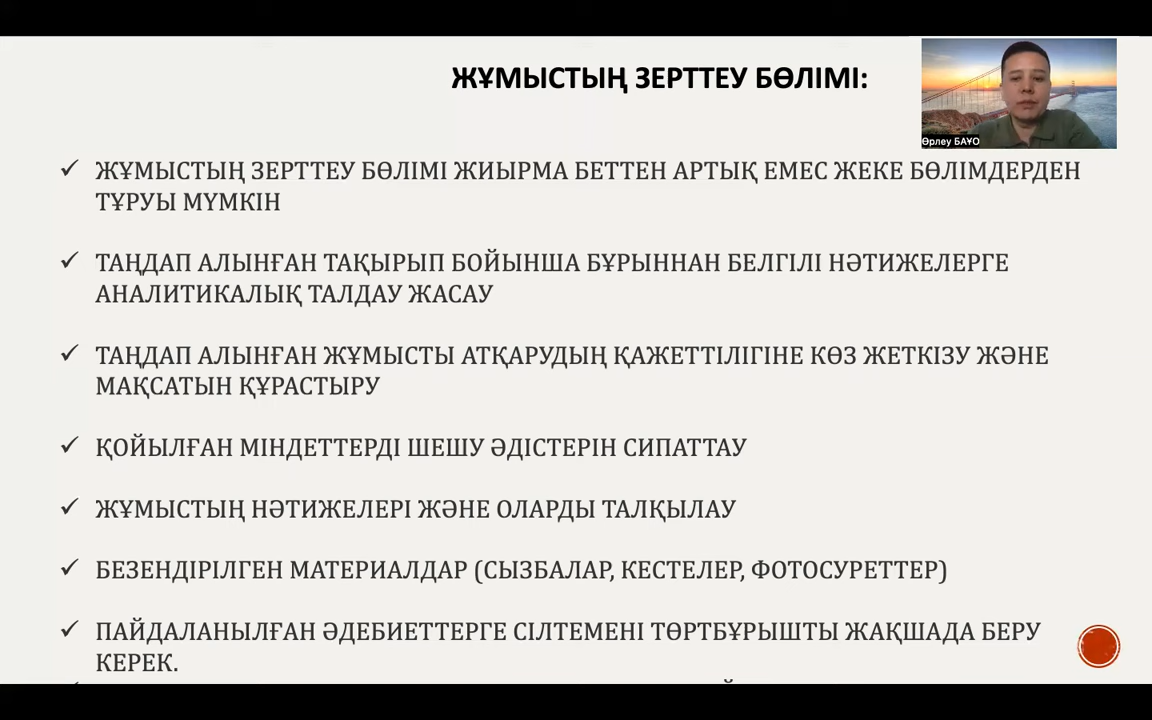 ЖҰМЫСТЫҢ ЗЕРТТЕУ БӨЛІМІ:
Өрлеу БАҰО
ЖҰМЫСТЫҢ ЗЕРТТЕУ БӨЛІМІ ЖИЫРМА БЕТТЕН АРТЫҚ ЕМЕС ЖЕКЕ БӨЛІМДЕРДЕН
ТҰРУЫ МҮМКІН
ТАҢДАП АЛЫНҒАН ТАҚЫРЫП БОЙЫНША БҰРЫННАН БЕЛГІЛІ НӘТИЖЕЛЕРГЕ
АНАЛИТИКАЛЫҚ ТАЛДАУ ЖАСАУ
ТАҢДАП АЛЫНҒАН ЖҰМЫСТЫ АТҚАРУДЫҢ ҚАЖЕТТІЛІГІНЕ КӨЗ ЖЕТКІЗУ ЖӘНЕ
МАҚСАТЫН ҚҰРАСТЫРУ
ҚОЙЫЛҒАН МІНДЕТТЕРДІ ШЕШУ ӘДІСТЕРІН СИПАТТАУ
ЖҰМЫСТЫҢ НӘТИЖЕЛЕРІ ЖӘНЕ ОЛАРДЫ ТАЛҚЫЛАУ
БЕЗЕНДІРІЛГЕН МАТЕРИАЛДАР (СЫЗБАЛАР, КЕСТЕЛЕР, ФОТОСУРЕТТЕР)
ПАЙДАЛАНЫЛҒАН ӘДЕБИЕТТЕРГЕ СІЛТЕМЕНІ ТӨРТБҰРЫШТЫ ЖАҚШАДА БЕРУ
КЕРЕК.